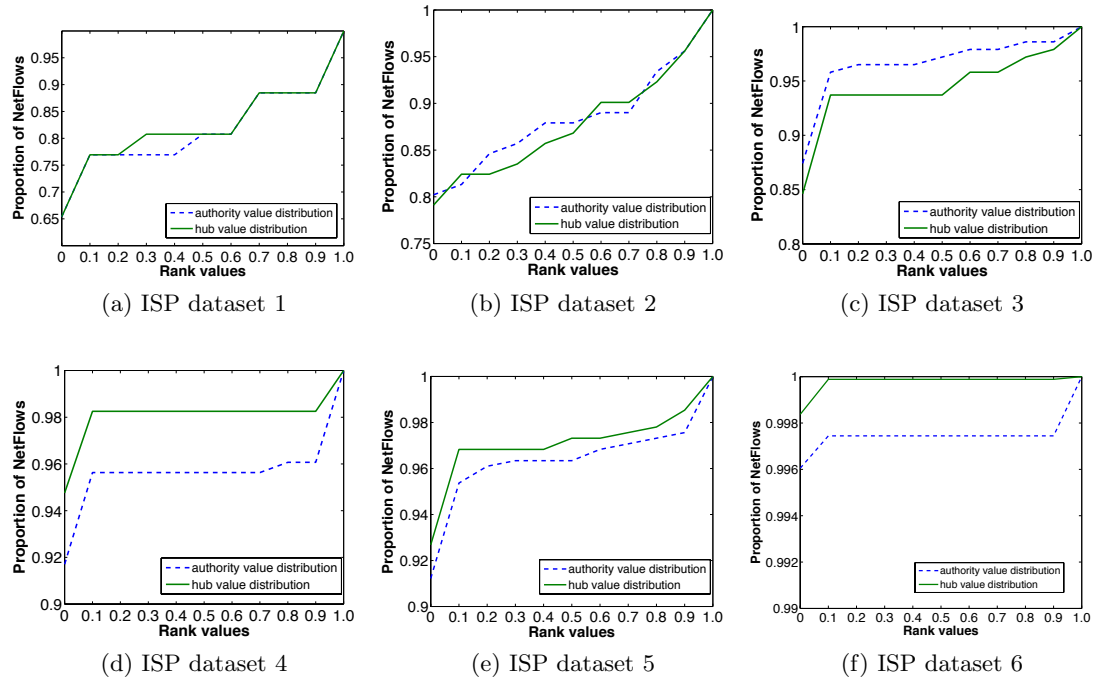 0.95
0.9
0.85
0.8
0.75
0.7
0.65
Proportion of NetFlows
authority value distribution
hub value distribution
0 0.1 0.2 0.3 0.4 0.5 0.6 0.7 0.8 0.9 1.0
Rank values
(a) ISP dataset 1
1
0.95
0.9
0.85
0.8
0.75
Proportion of NetFlows
authority value distribution
hub value distribution
0 0.1 0.2 0.3 0.4 0.5 0.6 0.7 0.8 0.9 1.0
Rank values
(b) ISP dataset 2
1
0.95
0.9
0.85
0.8
Proportion of NetFlows
authority value distribution
hub value distribution
0 0.1 0.2 0.3 0.4 0.5 0.6 0.7 0.8 0.9 1.0
Rank values
(c) ISP dataset 3
1
0.98
0.96
0.94
0.92
0.9
Proportion of NetFlows
authority value distribution
hub value distribution
0 0.1 0.2 0.3 0.4 0.5 0.6 0.7 0.8 0.9 1.0
Rank values
(d) ISP dataset 4
1
0.98
0.96
0.94
0.92
0.9
Proportion of NetFlows
authority value distribution
hub value distribution
0 0.1 0.2 0.3 0.4 0.5 0.6 0.7 0.8 0.9 1.0
Rank values
(e) ISP dataset 5
1
0.998
0.996
0.994
0.992
0.99
Proportion of NetFlows
authority value distribution
hub value distribution
0 0.1 0.2 0.3 0.4 0.5 0.6 0.7 0.8 0.9 1.0
Rank values
(f) ISP dataset 6